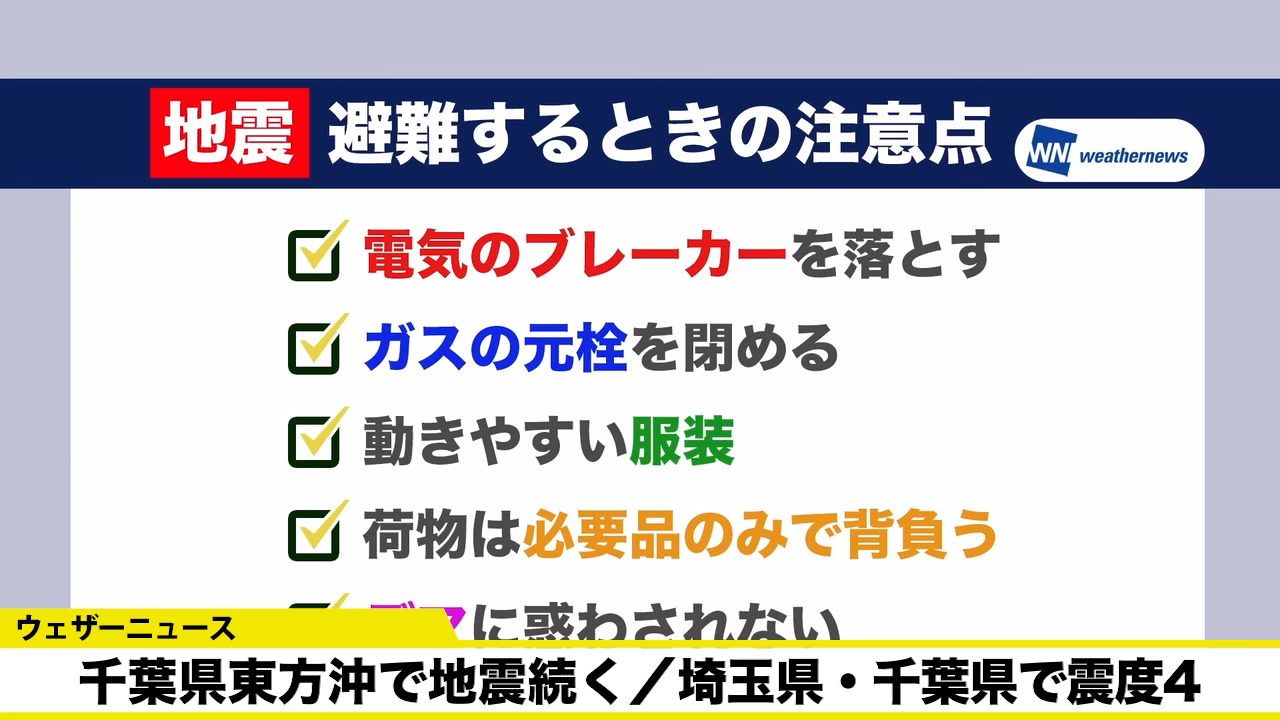 地震 避難するときの注意点
WNI weathernews
電気のブレーカーを落とす
ガスの元栓を閉める
動きやすい服装
荷物は必要品のみで背負う
デマに惑わされない
ウェザーニュース
千葉県東方沖で地震続く／埼玉県・千葉県で震度4